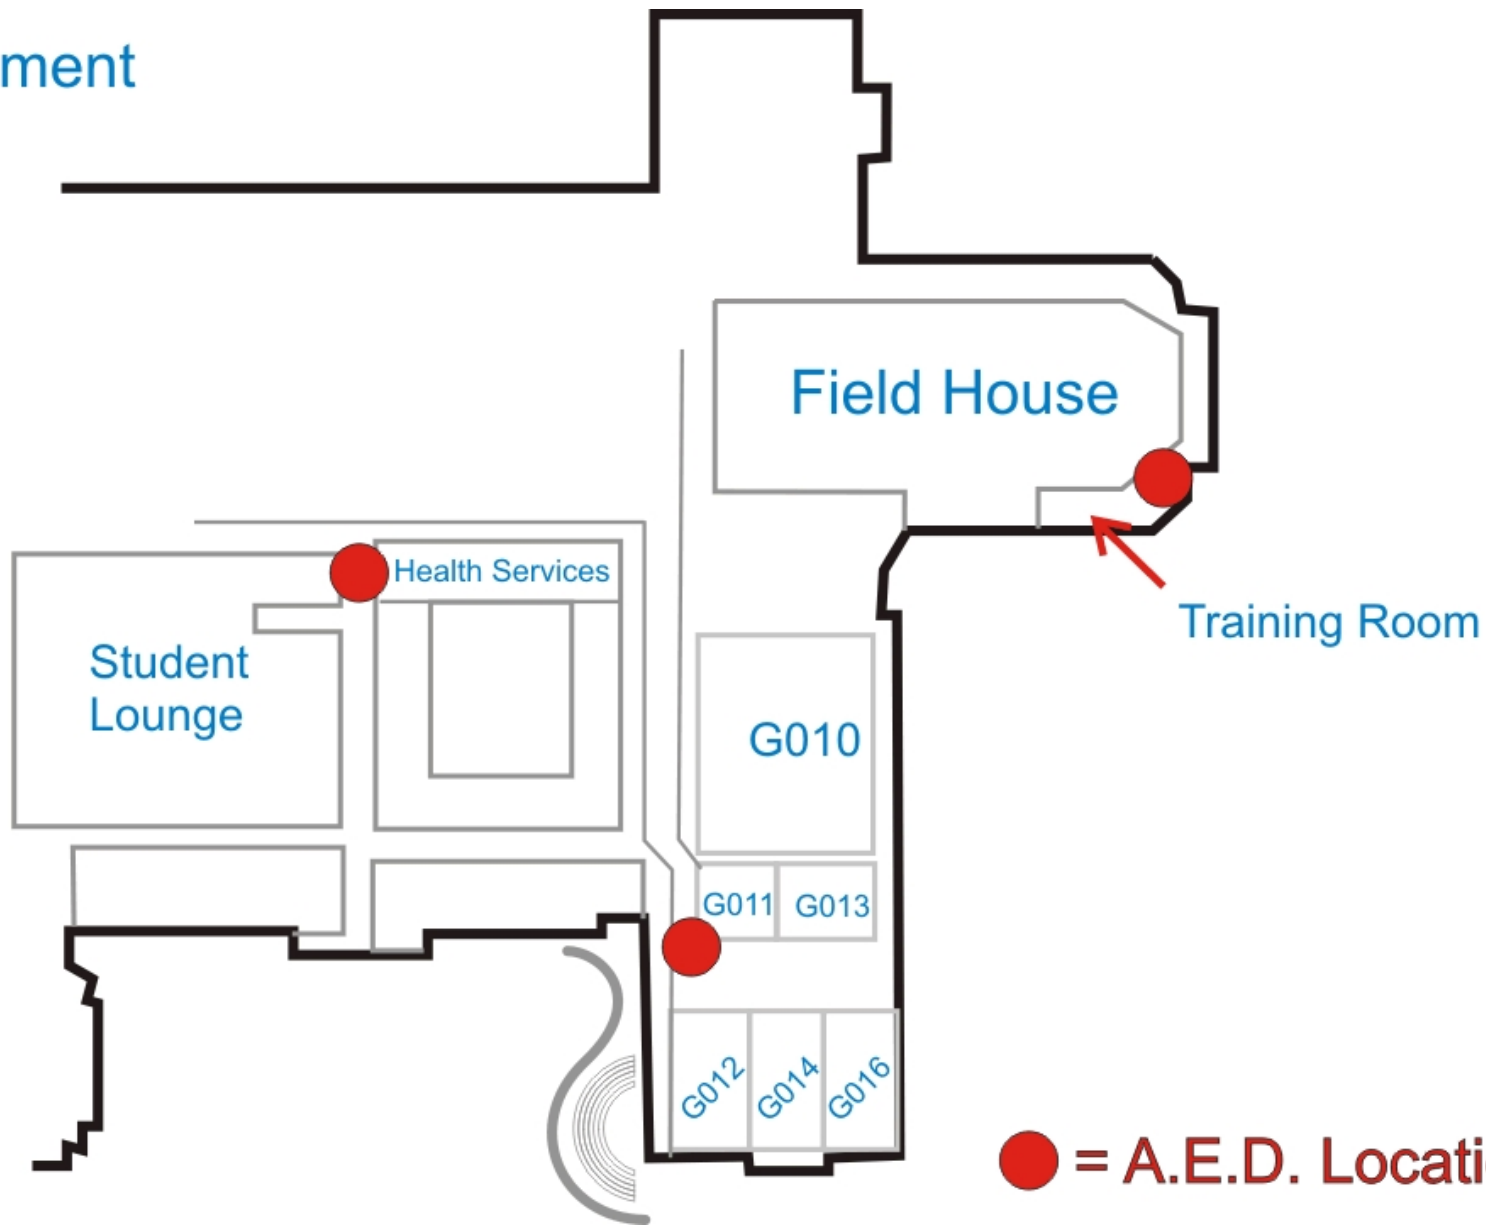 ment
Field House
Health Services
Training Room
Student
Lounge
G010
G011
G013
G012
G014
G016
= A.E.D. Locati